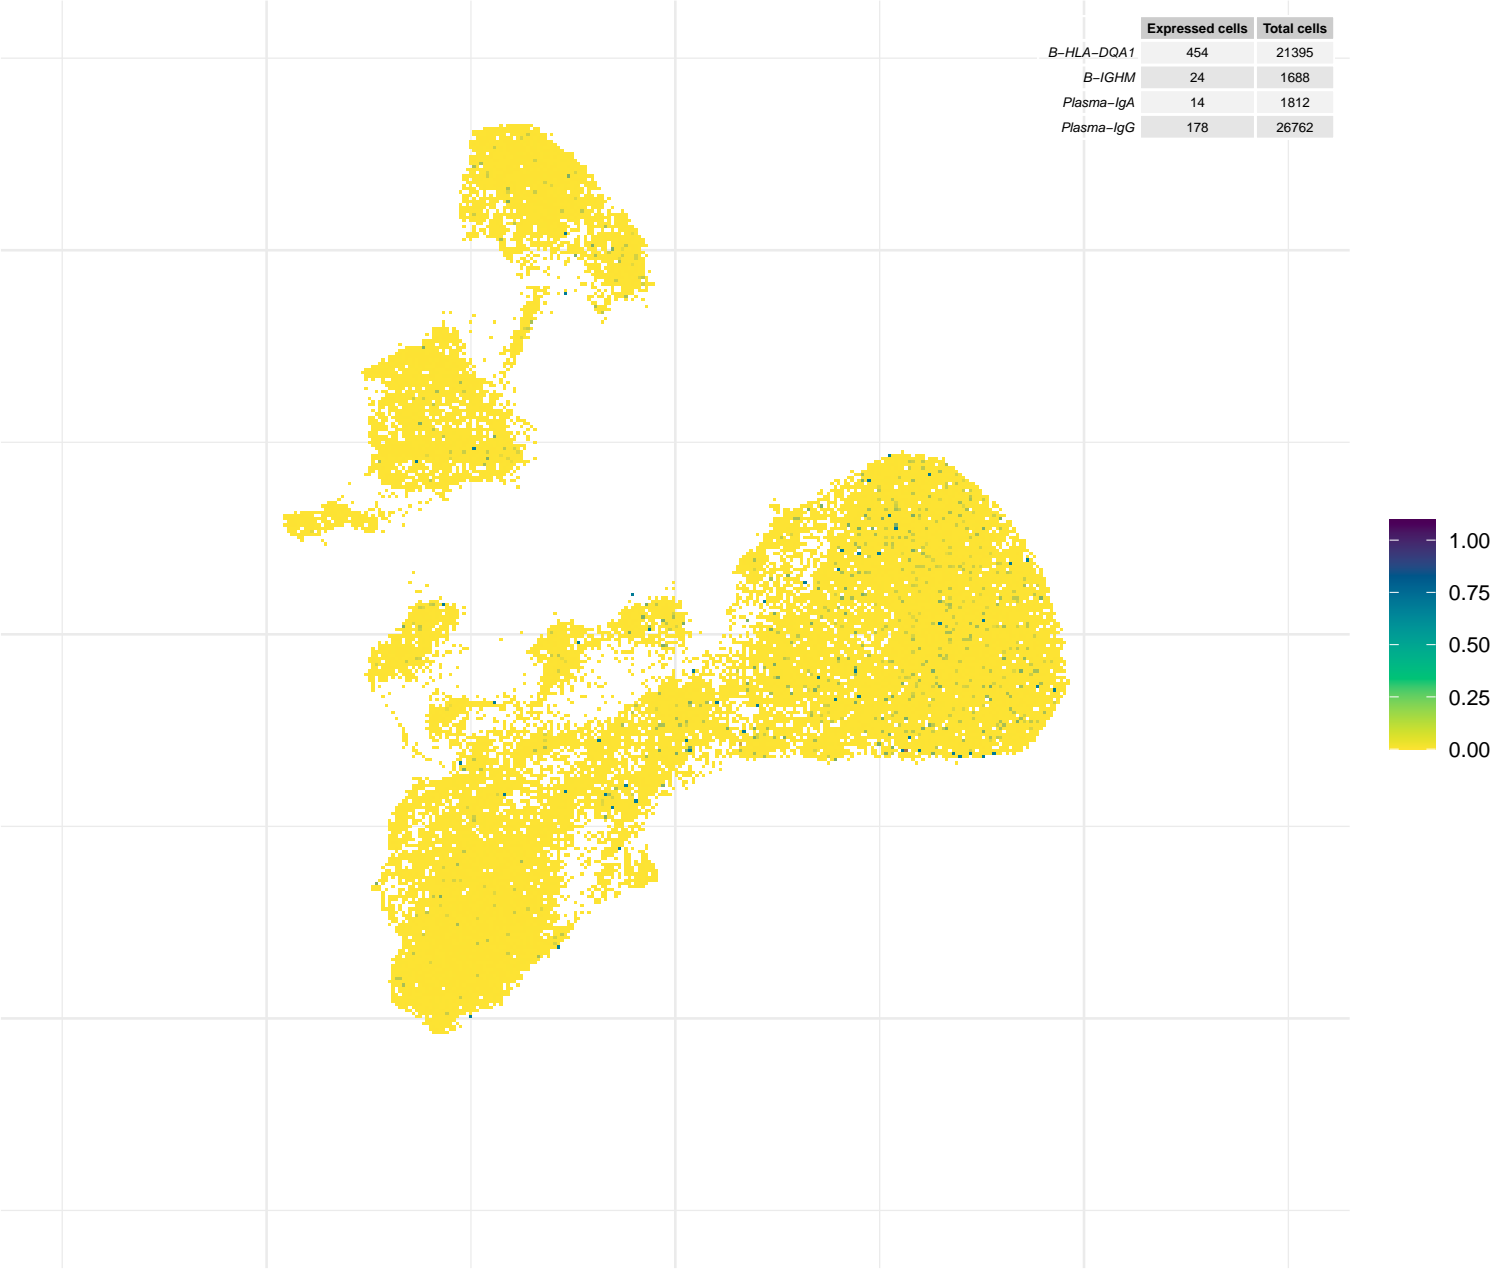 Expressed cells Total cells
B−HLA−DQA1 454 21395
B−IGHM 24 1688
Plasma−IgA 14 1812
Plasma−IgG 178 26762
1.00
0.75
0.50
0.25
0.00